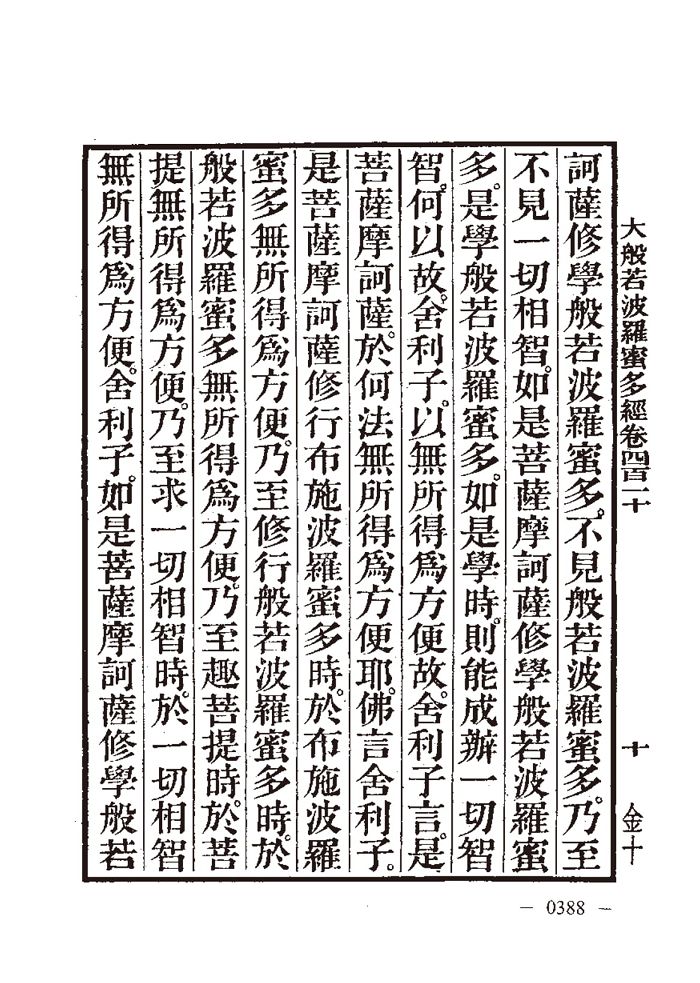 大般若波羅蜜多經卷四百二十 十 金十
訶薩修學般若波羅蜜多。不見般若波羅蜜多。乃至
不見一切相智。如是菩薩摩訶薩修學般若波羅蜜
多。是學般若波羅蜜多。如是學時。則能成辦一切智
智。何以故。舍利子。以無所得爲方便故。舍利子言。是
菩薩摩訶薩。於何法無所得爲方便耶。佛言舍利子。
是菩薩摩訶薩修行布施波羅蜜多時。於布施波羅
蜜多無所得爲方便。乃至修行般若波羅蜜多時。於
般若波羅蜜多無所得爲方便。乃至趣菩提時。於菩
提無所得爲方便。乃至求一切相智時。於一切相智
無所得爲方便。舍利子。如是菩薩摩訶薩修學般若
— 0388 —